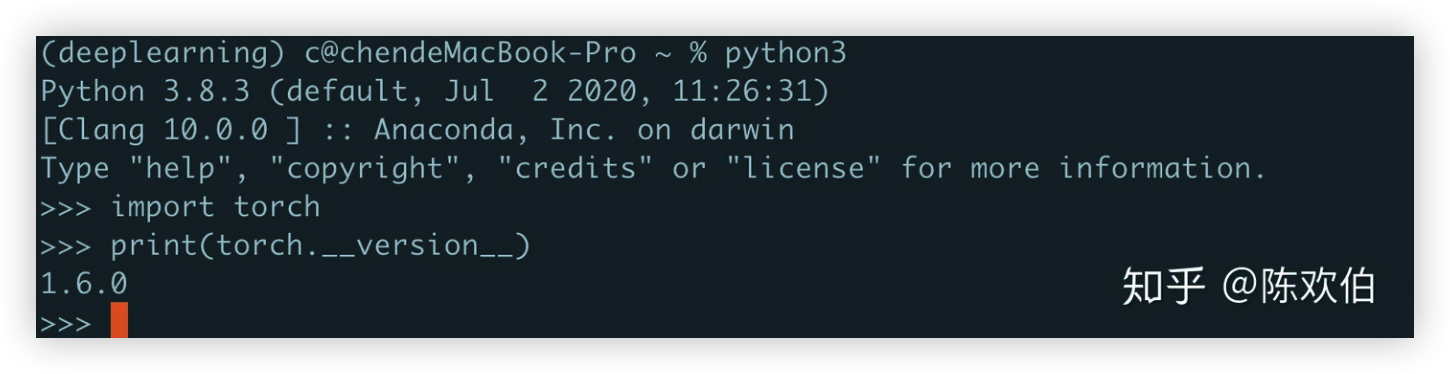 (deeplearning) c@chendeMacBook-Pro ~ % python3
Python 3.8.3 (default, Jul  2 2020, 11:26:31)
[Clang 10.0.0 ] :: Anaconda, Inc. on darwin
Type "help", "copyright", "credits" or "license" for more information.
>>> import torch
>>> print(torch.__version__)
1.6.0
>>>
知乎 @陈欢伯